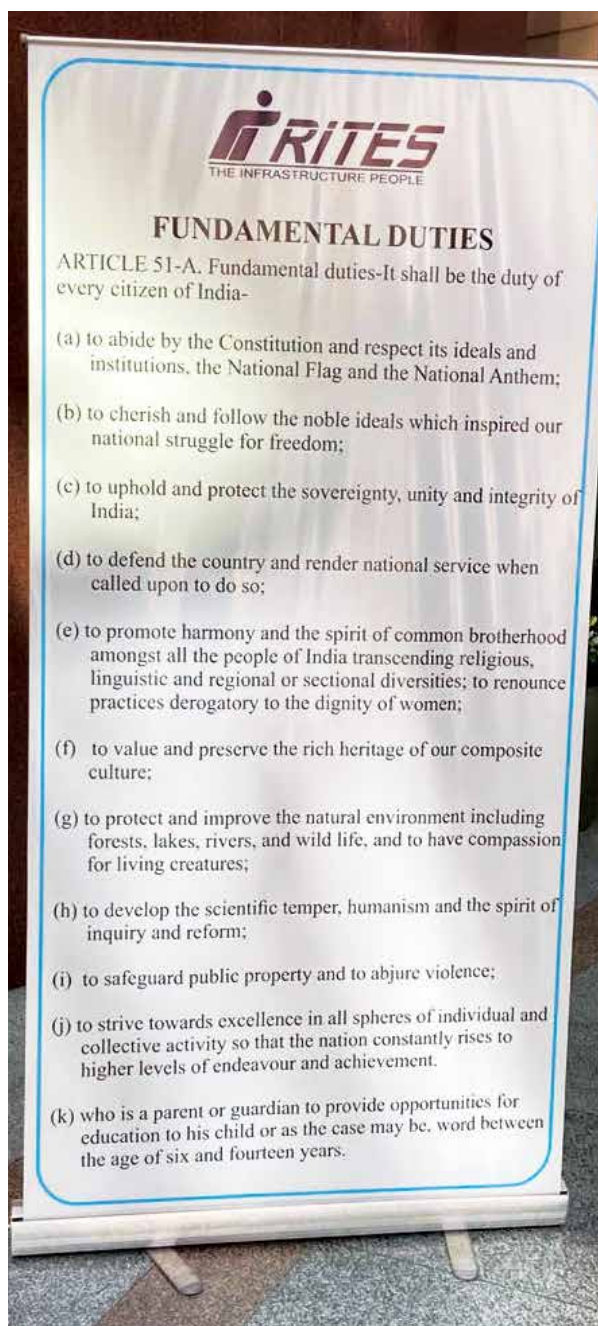 RITES
THE INFRASTRUCTURE PEOPLE
FUNDAMENTAL DUTIES
ARTICLE 51-A. Fundamental duties-It shall be the duty of
every citizen of India-
(a) to abide by the Constitution and respect its ideals and
institutions, the National Flag and the National Anthem;
(b) to cherish and follow the noble ideals which inspired our
national struggle for freedom;
(c) to uphold and protect the sovereignty, unity and integrity of
India;
(d) to defend the country and render national service when
called upon to do so;
(e) to promote harmony and the spirit of common brotherhood
amongst all the people of India transcending religious,
linguistic and regional or sectional diversities; to renounce
practices derogatory to the dignity of women;
(f) to value and preserve the rich heritage of our composite
culture;
(g) to protect and improve the natural environment including
forests, lakes, rivers, and wild life, and to have compassion
for living creatures;
(h) to develop the scientific temper, humanism and the spirit of
inquiry and reform;
(i) to safeguard public property and to abjure violence;
(j) to strive towards excellence in all spheres of individual and
collective activity so that the nation constantly rises to
higher levels of endeavour and achievement.
(k) who is a parent or guardian to provide opportunities for
education to his child or as the case may be, word between
the age of six and fourteen years.